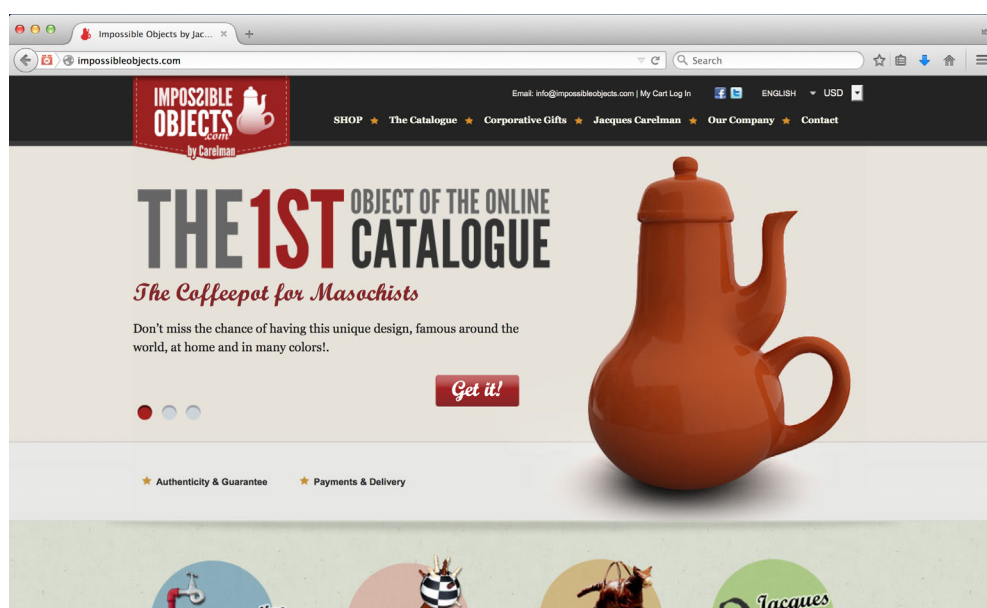 Impossible Objects by Jac...
impossibleobjects.com
Search
IMPOSSIBLE
OBJECTS
.com
by Carelman
Email: info@impossibleobjects.com | My Cart Log In
ENGLISH
USD
SHOP
The Catalogue
Corporative Gifts
Jacques Carelman
Our Company
Contact
THE 1ST OBJECT OF THE ONLINE
CATALOGUE
The Coffeepot for Masochists
Don't miss the chance of having this unique design, famous around the
world, at home and in many colors!.
Get it!
Authenticity & Guarantee
Payments & Delivery
Jacques